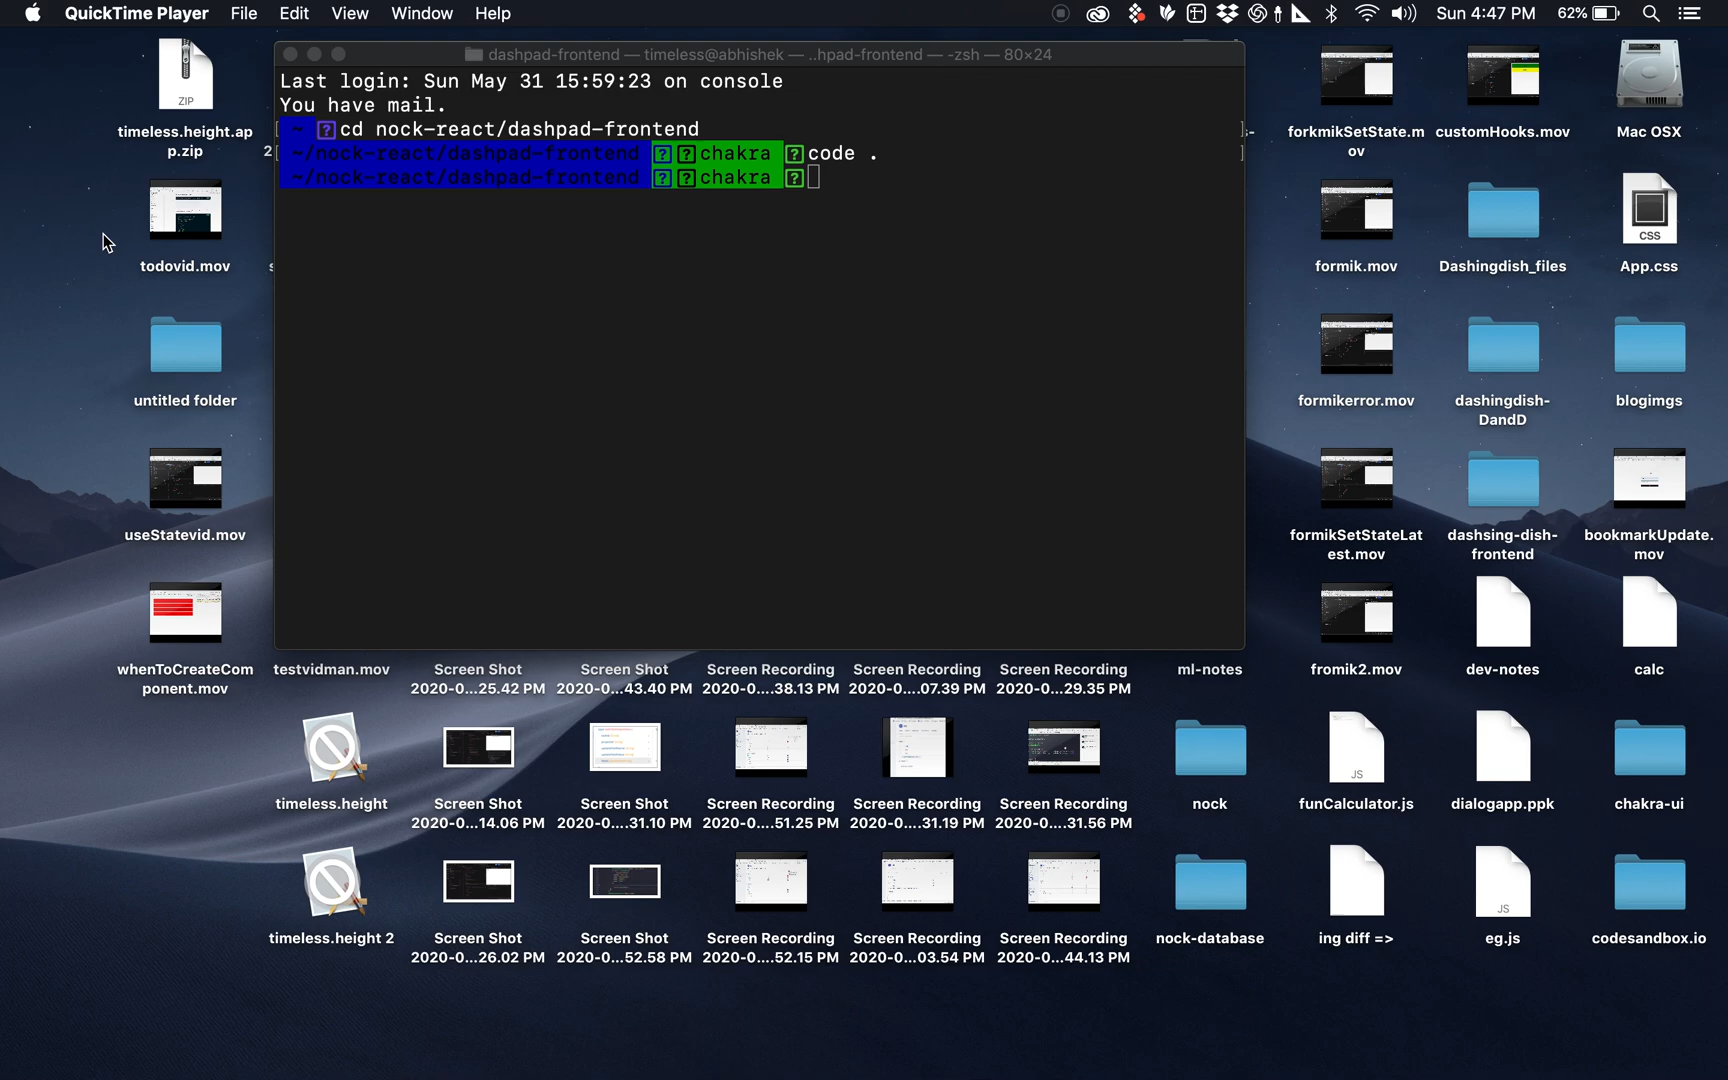 QuickTime Player File Edit View Window Help
Sun 4:47 PM 62%
dashpad-frontend — timeless@abhishek — ..hpad-frontend — -zsh — 80×24
Last login: Sun May 31 15:59:23 on console
You have mail.
~ cd nock-react/dashpad-frontend
~/nock-react/dashpad-frontend chakra code .
~/nock-react/dashpad-frontend chakra
ZIP
timeless.height.ap
p.zip
forkmikSetState.m
ov
customHooks.mov
Mac OSX
todovid.mov
formik.mov
Dashingdish_files
CSS
App.css
untitled folder
formikerror.mov
dashingdish-
DandD
blogimgs
useStatevid.mov
formikSetStateLat
est.mov
dashsing-dish-
frontend
bookmarkUpdate.
mov
whenToCreateCom
ponent.mov
testvidman.mov
Screen Shot
2020-0...25.42 PM
Screen Shot
2020-0...43.40 PM
Screen Recording
2020-0....38.13 PM
Screen Recording
2020-0....07.39 PM
Screen Recording
2020-0...29.35 PM
ml-notes
fromik2.mov
dev-notes
calc
timeless.height
Screen Shot
2020-0...14.06 PM
Screen Shot
2020-0....31.10 PM
Screen Recording
2020-0....51.25 PM
Screen Recording
2020-0....31.19 PM
Screen Recording
2020-0....31.56 PM
nock
JS
funCalculator.js
dialogapp.ppk
chakra-ui
timeless.height 2
Screen Shot
2020-0...26.02 PM
Screen Shot
2020-0...52.58 PM
Screen Recording
2020-0....52.15 PM
Screen Recording
2020-0...03.54 PM
Screen Recording
2020-0...44.13 PM
nock-database
ing diff =>
JS
eg.js
codesandbox.io